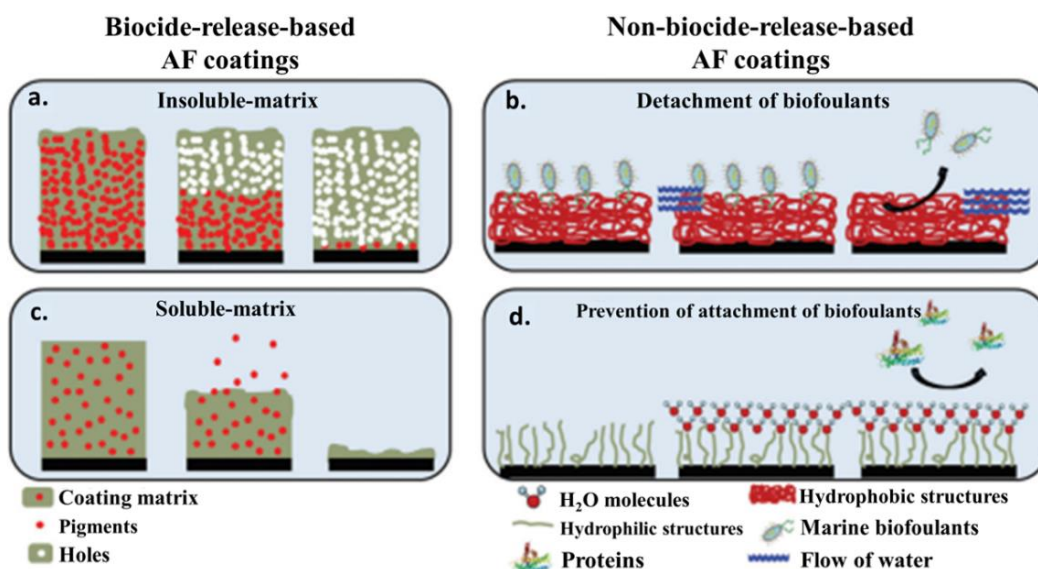 Biocide-release-based
AF coatings
Non-biocide-release-based
AF coatings
a.
Insoluble-matrix
b.
Detachment of biofoulants
c.
Soluble-matrix
d.
Prevention of attachment of biofoulants
Coating matrix
Pigments
Holes
H₂O molecules
Hydrophobic structures
Hydrophilic structures
Marine biofoulants
Proteins
Flow of water